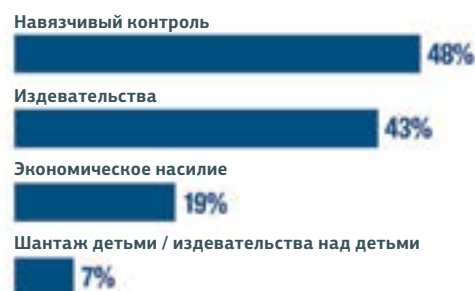 Навязчивый контроль
48%
Издевательства
43%
Экономическое насилие
19%
Шантаж детьми / издевательства над детьми
7%